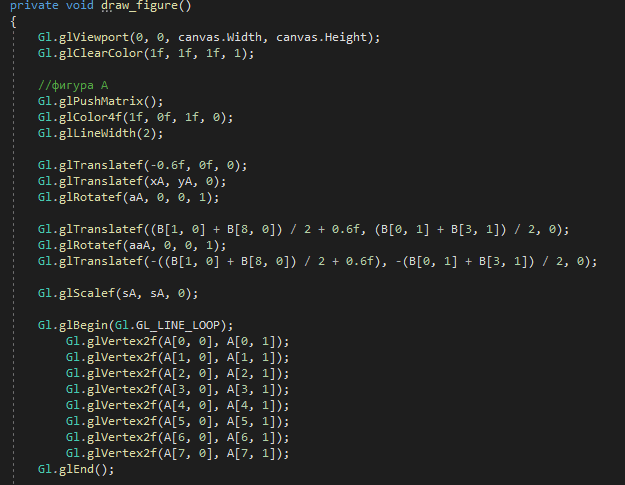 private void draw_figure()
{
Gl.glViewport(0, 0, canvas.Width, canvas.Height);
Gl.glClearColor(1f, 1f, 1f, 1);
//фигура А
Gl.glPushMatrix();
Gl.glColor4f(1f, 0f, 1f, 0);
Gl.glLineWidth(2);
Gl.glTranslatef(-0.6f, 0f, 0);
Gl.glTranslatef(xA, yA, 0);
Gl.glRotatef(aA, 0, 0, 1);
Gl.glTranslatef((B[1, 0] + B[8, 0]) / 2 + 0.6f, (B[0, 1] + B[3, 1]) / 2, 0);
Gl.glRotatef(aaA, 0, 0, 1);
Gl.glTranslatef(-((B[1, 0] + B[8, 0]) / 2 + 0.6f), -(B[0, 1] + B[3, 1]) / 2, 0);
Gl.glScalef(sA, sA, 0);
Gl.glBegin(Gl.GL_LINE_LOOP);
Gl.glVertex2f(A[0, 0], A[0, 1]);
Gl.glVertex2f(A[1, 0], A[1, 1]);
Gl.glVertex2f(A[2, 0], A[2, 1]);
Gl.glVertex2f(A[3, 0], A[3, 1]);
Gl.glVertex2f(A[4, 0], A[4, 1]);
Gl.glVertex2f(A[5, 0], A[5, 1]);
Gl.glVertex2f(A[6, 0], A[6, 1]);
Gl.glVertex2f(A[7, 0], A[7, 1]);
Gl.glEnd();